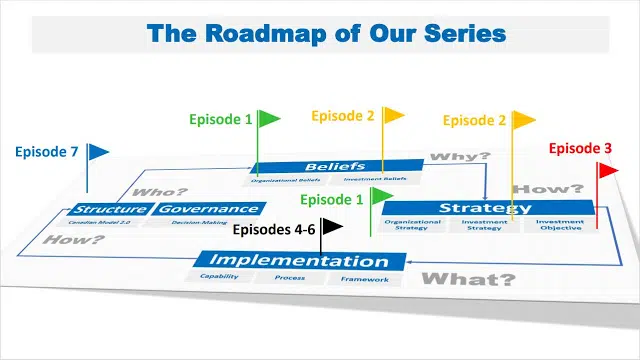 The Roadmap of Our Series
Episode 1
Episode 2
Episode 2
Episode 7
Episode 3
Beliefs
Why?
Organizational Beliefs
Investment Beliefs
Who?
How?
Episode 1
Structure
Governance
Strategy
Canadian Model 2.0
Decision-Making
Organizational
Strategy
Investment
Strategy
Investment
Objective
Episodes 4-6
How?
Implementation
Capability
Process
Framework
What?